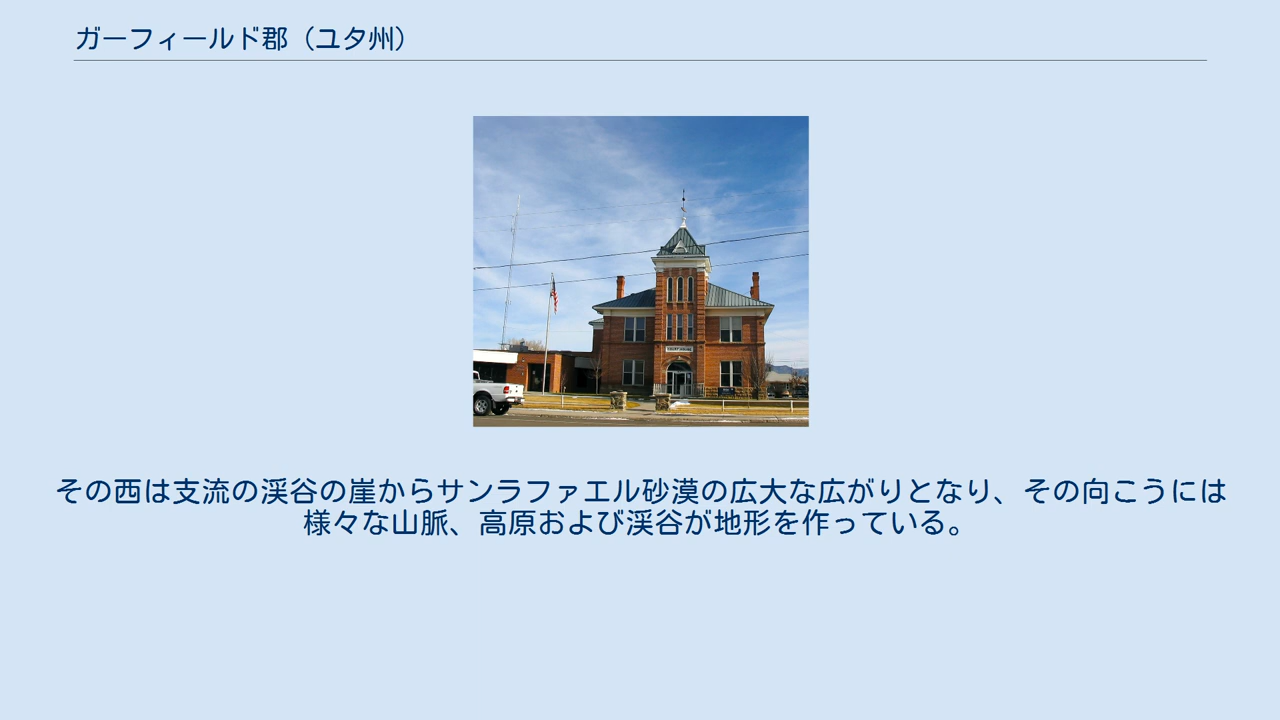 ガーフィールド郡（ユタ州）
その西は支流の渓谷の崖からサンラファエル砂漠の広大な広がりとなり、その向こうには
様々な山脈、高原および渓谷が地形を作っている。